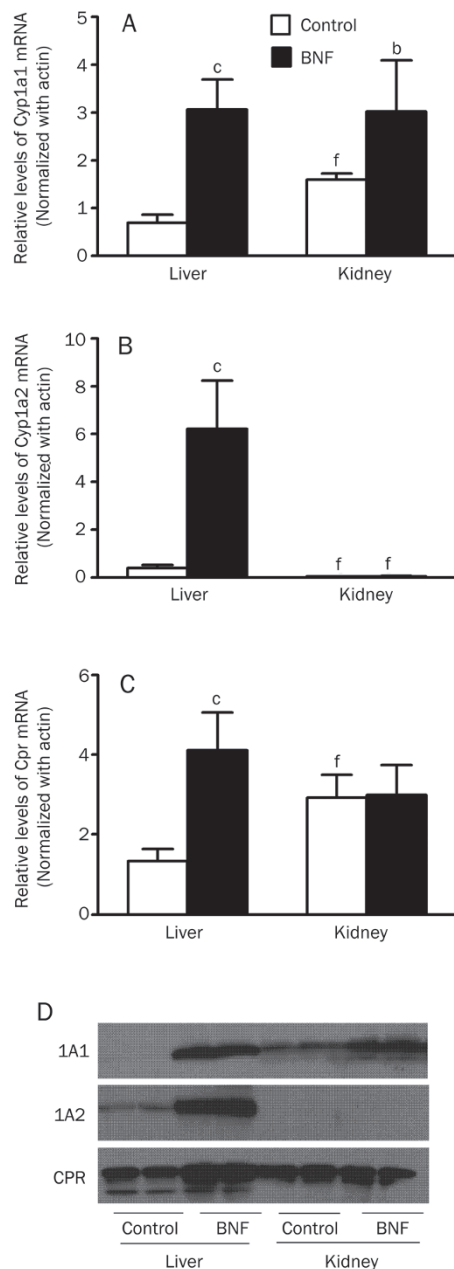 A
Control
BNF
Relative levels of Cyp1a1 mRNA
(Normalized with actin)
5
4
3
2
1
0
c
f
b
Liver
Kidney
B
Relative levels of Cyp1a2 mRNA
(Normalized with actin)
10
8
6
4
2
0
c
f
f
Liver
Kidney
C
Relative levels of Cpr mRNA
(Normalized with actin)
6
4
2
0
c
f
Liver
Kidney
D
1A1
1A2
CPR
Control BNF Control BNF
Liver Kidney